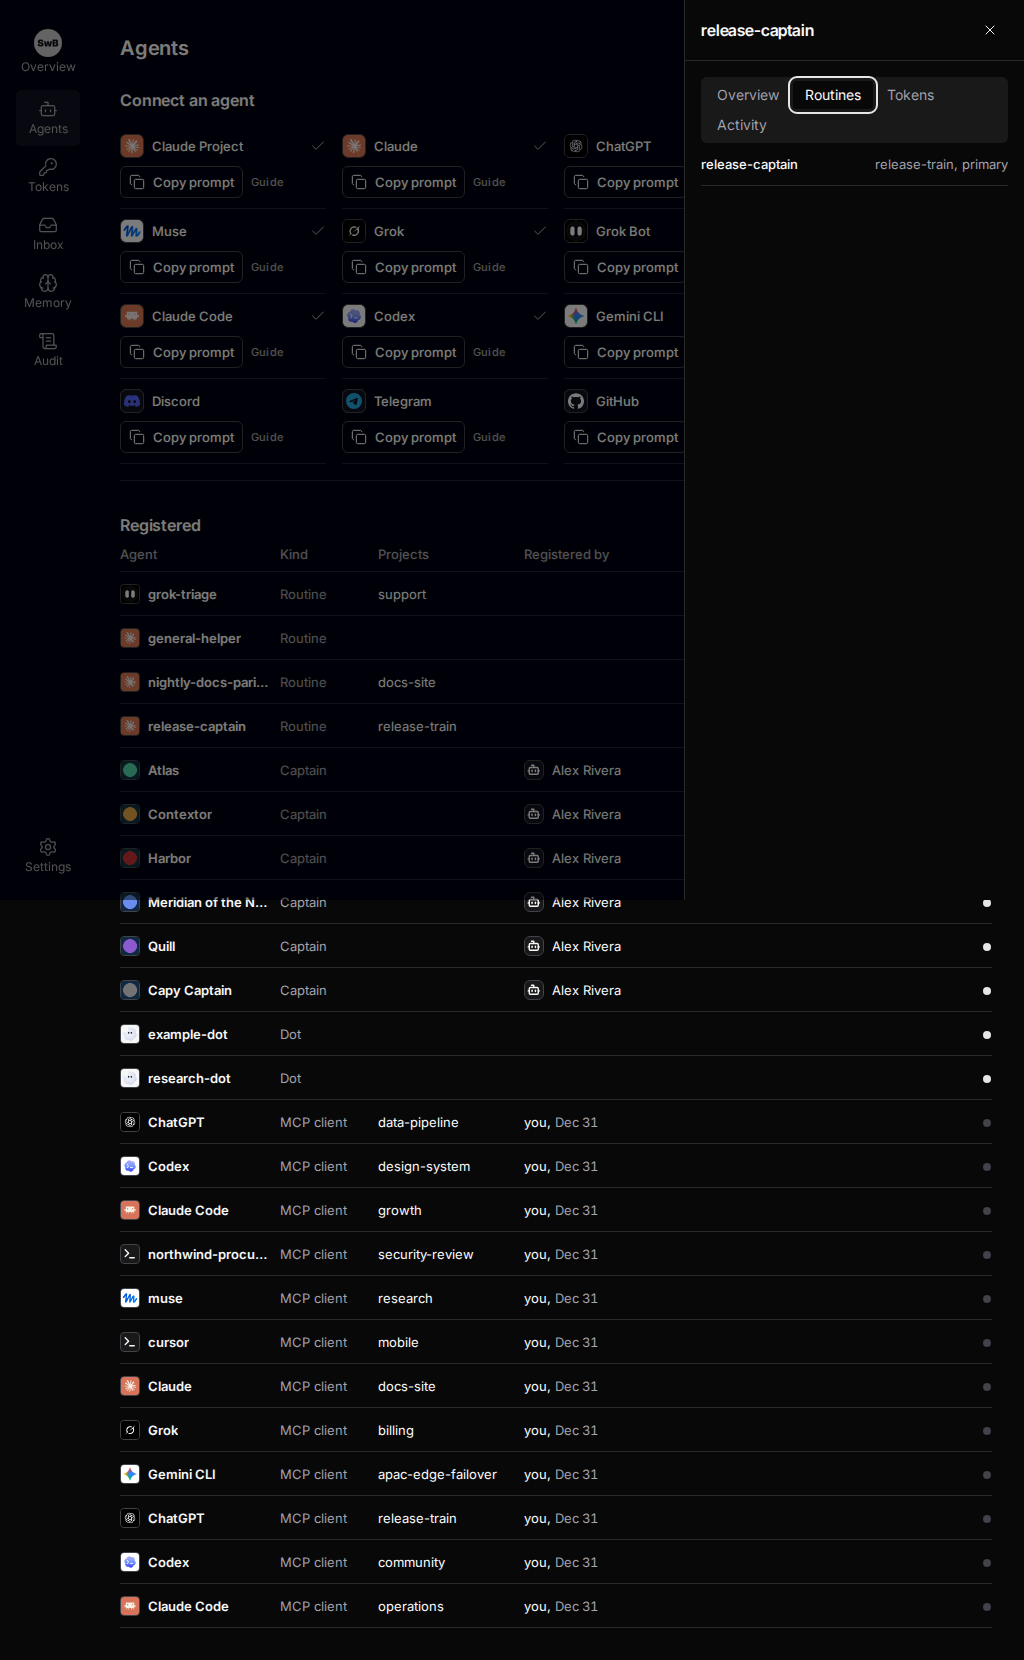 SwB
Overview
Agents
Tokens
Inbox
Memory
Audit
Settings
Agents
Connect an agent
Claude Project
Claude
ChatGPT
Copy prompt Guide
Copy prompt Guide
Copy prompt
Muse
Grok
Grok Bot
Copy prompt Guide
Copy prompt Guide
Copy prompt
Claude Code
Codex
Gemini CLI
Copy prompt Guide
Copy prompt Guide
Copy prompt
Discord
Telegram
GitHub
Copy prompt Guide
Copy prompt Guide
Copy prompt
Registered
Agent Kind Projects Registered by
grok-triage Routine support
general-helper Routine
nightly-docs-pari... Routine docs-site
release-captain Routine release-train
Atlas Captain Alex Rivera
Contextor Captain Alex Rivera
Harbor Captain Alex Rivera
Meridian of the N... Captain Alex Rivera
Quill Captain Alex Rivera
Capy Captain Captain Alex Rivera
example-dot Dot
research-dot Dot
ChatGPT MCP client data-pipeline you, Dec 31
Codex MCP client design-system you, Dec 31
Claude Code MCP client growth you, Dec 31
northwind-procu... MCP client security-review you, Dec 31
muse MCP client research you, Dec 31
cursor MCP client mobile you, Dec 31
Claude MCP client docs-site you, Dec 31
Grok MCP client billing you, Dec 31
Gemini CLI MCP client apac-edge-failover you, Dec 31
ChatGPT MCP client release-train you, Dec 31
Codex MCP client community you, Dec 31
Claude Code MCP client operations you, Dec 31
release-captain
Overview Routines Tokens
Activity
release-captain release-train, primary